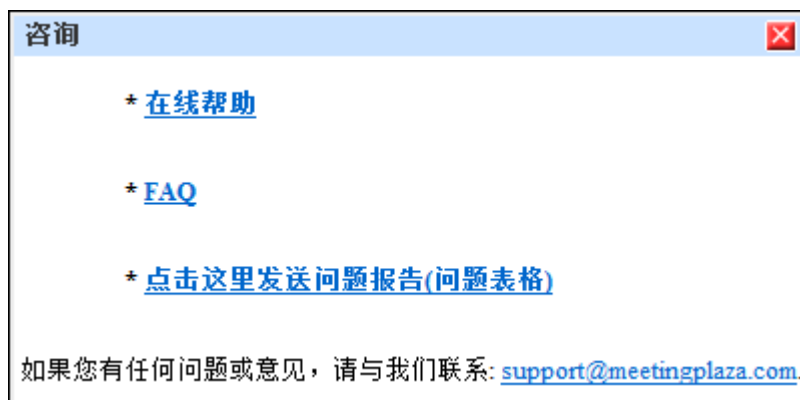 咨询
* 在线帮助
* FAQ
* 点击这里发送问题报告(问题表格)
如果您有任何问题或意见，请与我们联系: support@meetingplaza.com.